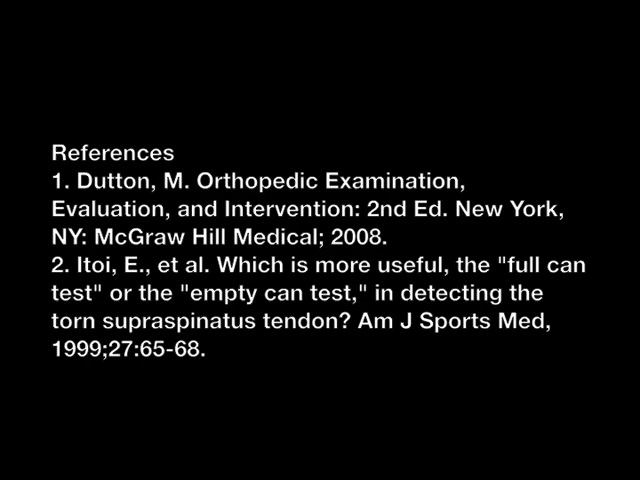 References
1. Dutton, M. Orthopedic Examination,
Evaluation, and Intervention: 2nd Ed. New York,
NY: McGraw Hill Medical; 2008.
2. Itoi, E., et al. Which is more useful, the "full can
test" or the "empty can test," in detecting the
torn supraspinatus tendon? Am J Sports Med,
1999;27:65-68.